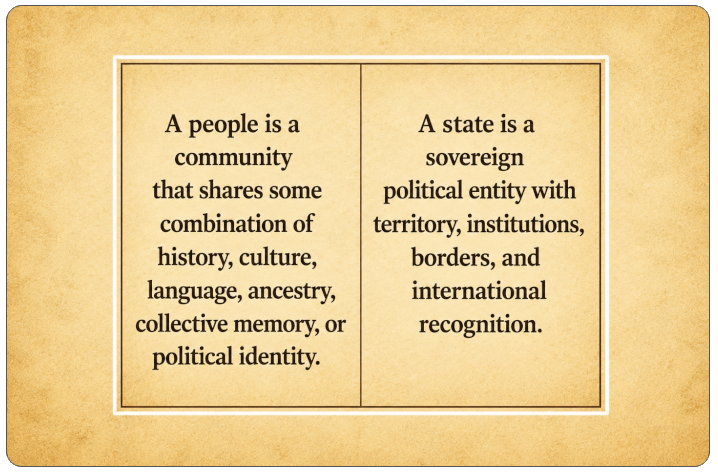 A people is a
community
that shares some
combination of
history, culture,
language, ancestry,
collective memory, or
political identity.
A state is a
sovereign
political entity with
territory, institutions,
borders, and
international
recognition.